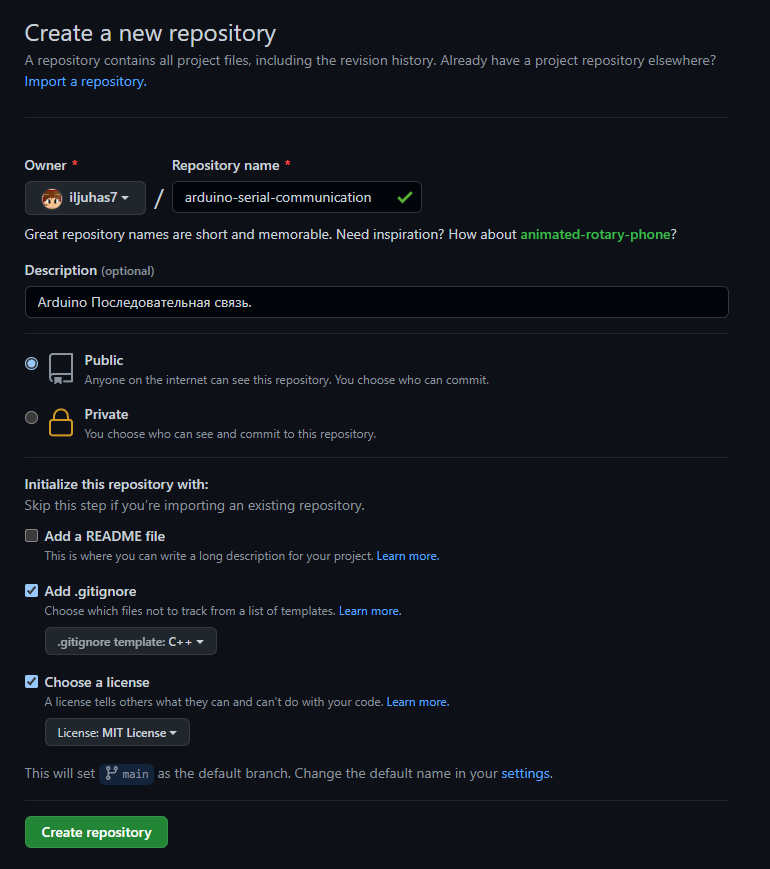 Create a new repository
A repository contains all project files, including the revision history. Already have a project repository elsewhere?
Import a repository.
Owner * Repository name *
iljuhas7 / arduino-serial-communication
Great repository names are short and memorable. Need inspiration? How about animated-rotary-phone?
Description (optional)
Arduino Последовательная связь.
Public
Anyone on the internet can see this repository. You choose who can commit.
Private
You choose who can see and commit to this repository.
Initialize this repository with:
Skip this step if you're importing an existing repository.
Add a README file
This is where you can write a long description for your project. Learn more.
Add .gitignore
Choose which files not to track from a list of templates. Learn more.
.gitignore template: C++
Choose a license
A license tells others what they can and can't do with your code. Learn more.
License: MIT License
This will set main as the default branch. Change the default name in your settings.
Create repository